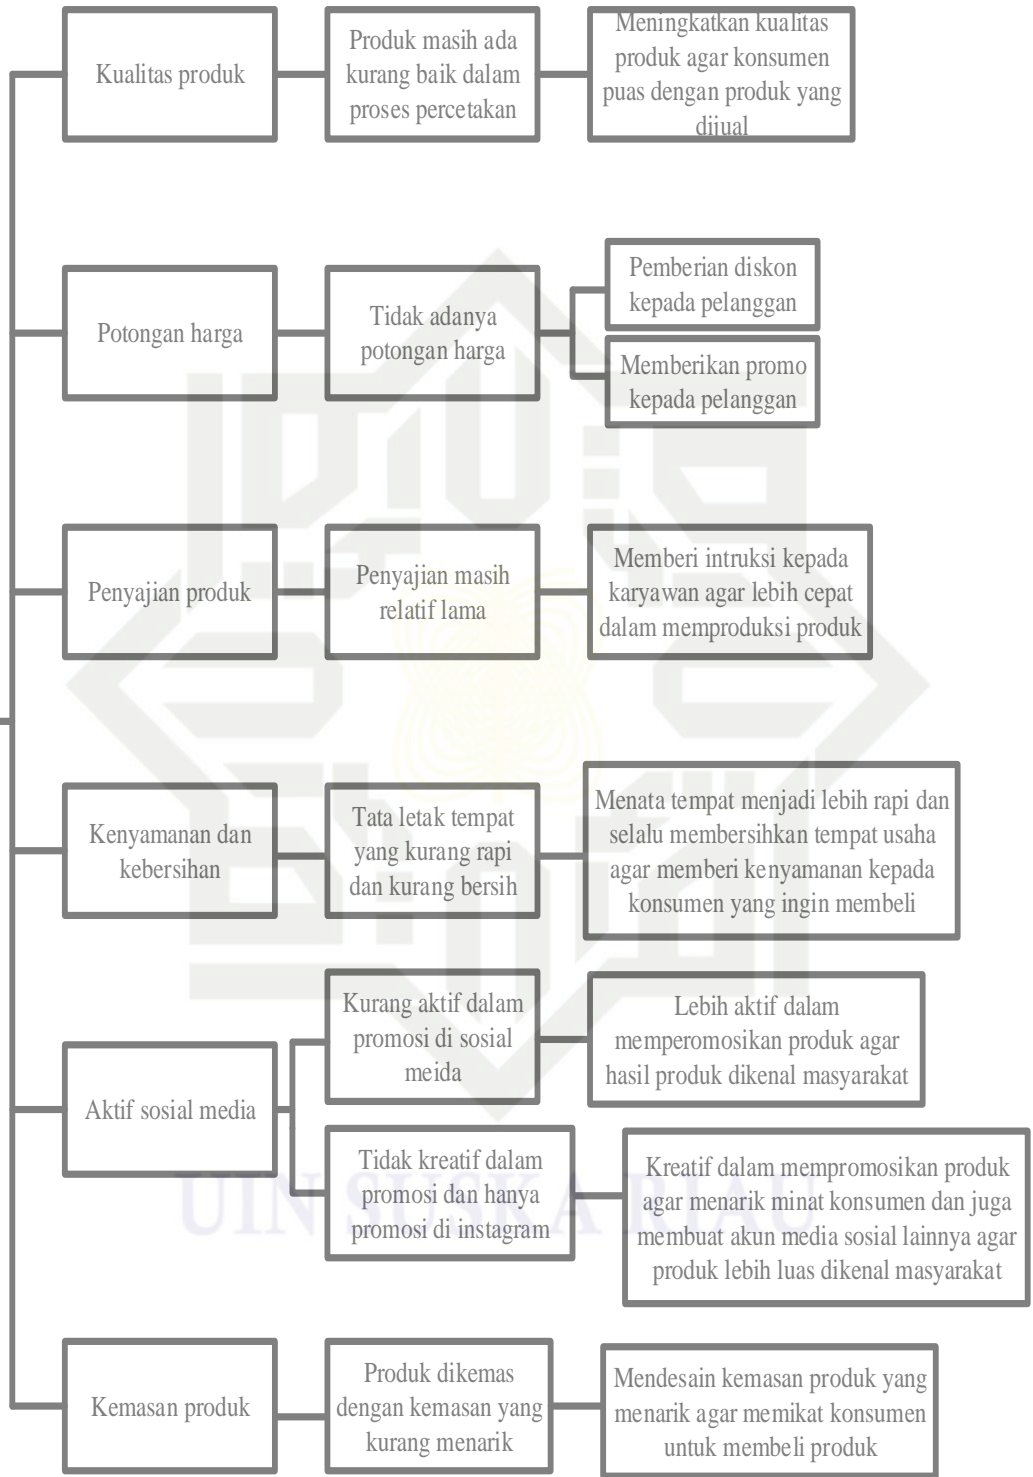 Kualitas produk
Produk masih ada
kurang baik dalam
proses percetakan
Meningkatkan kualitas
produk agar konsumen
puas dengan produk yang
dijual
Potongan harga
Tidak adanya
potongan harga
Pemberian diskon
kepada pelanggan
Memberikan promo
kepada pelanggan
Penyajian produk
Penyajian masih
relatif lama
Memberi intruksi kepada
karyawan agar lebih cepat
dalam memproduksi produk
Kenyamanan dan
kebersihan
Tata letak tempat
yang kurang rapi
dan kurang bersih
Menata tempat menjadi lebih rapi dan
selalu membersihkan tempat usaha
agar memberi kenyamanan kepada
konsumen yang ingin membeli
Aktif sosial media
Kurang aktif dalam
promosi di sosial
meida
Lebih aktif dalam
memperomosikan produk agar
hasil produk dikenal masyarakat
Tidak kreatif dalam
promosi dan hanya
promosi di instagram
Kreatif dalam mempromosikan produk
agar menarik minat konsumen dan juga
membuat akun media sosial lainnya agar
produk lebih luas dikenal masyarakat
UIN SUSKA RIAU
Kemasan produk
Produk dikemas
dengan kemasan yang
kurang menarik
Mendesain kemasan produk yang
menarik agar memikat konsumen
untuk membeli produk